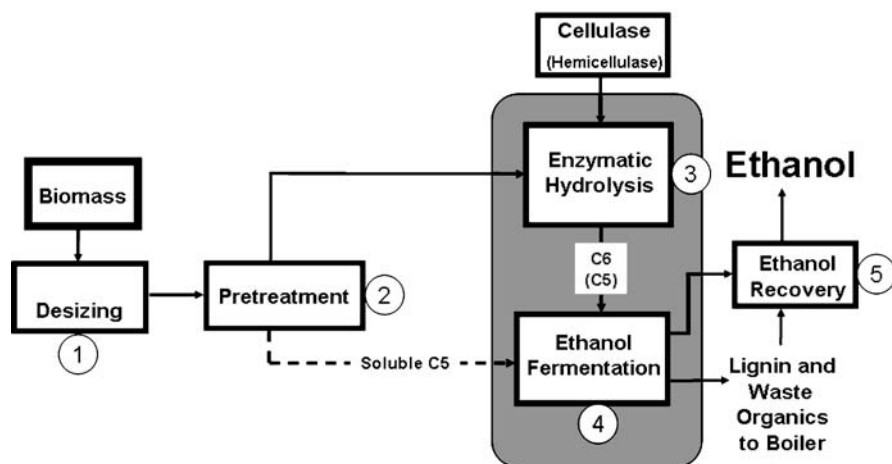 Cellulase
(Hemicellulase)
Enzymatic
Hydrolysis
3
Ethanol
Biomass
C6
(C5)
Desizing
1
Pretreatment
2
Ethanol
Recovery
5
Soluble C5
Ethanol
Fermentation
4
Lignin and
Waste
Organics
to Boiler